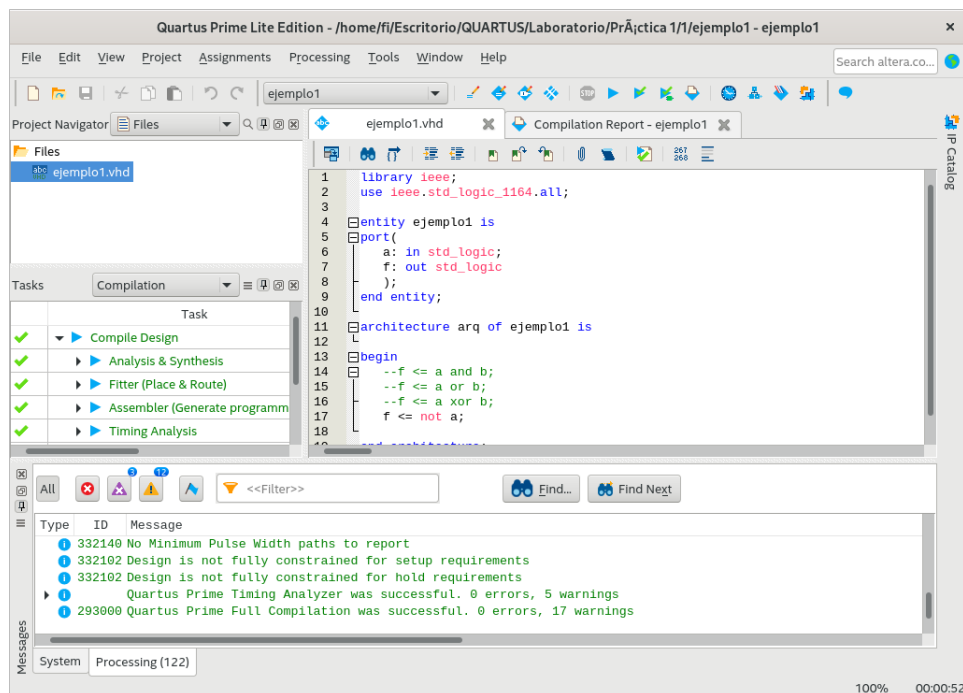 Quartus Prime Lite Edition - /home/fi/Escritorio/QUARTUS/Laboratorio/PrÃ¡ctica 1/1/ejemplo1 - ejemplo1
File Edit View Project Assignments Processing Tools Window Help
Search altera.co...
ejemplo1
STOP
Project Navigator Files
Files
abc ejemplo1.vhd
Tasks Compilation
Task
Compile Design
Analysis & Synthesis
Fitter (Place & Route)
Assembler (Generate programm
Timing Analysis
abc ejemplo1.vhd
Compilation Report - ejemplo1
267
268
1 library ieee;
2 use ieee.std_logic_1164.all;
3
4 entity ejemplo1 is
5 port(
6 a: in std_logic;
7 f: out std_logic
8 );
9 end entity;
10
11 architecture arq of ejemplo1 is
12
13 begin
14 --f <= a and b;
15 --f <= a or b;
16 --f <= a xor b;
17 f <= not a;
18
19 end architecture;
IP Catalog
All 3 12 <<Filter>> Find... Find Next
Type ID Message
332140 No Minimum Pulse Width paths to report
332102 Design is not fully constrained for setup requirements
332102 Design is not fully constrained for hold requirements
Quartus Prime Timing Analyzer was successful. 0 errors, 5 warnings
293000 Quartus Prime Full Compilation was successful. 0 errors, 17 warnings
Messages
System Processing (122)
100% 00:00:52